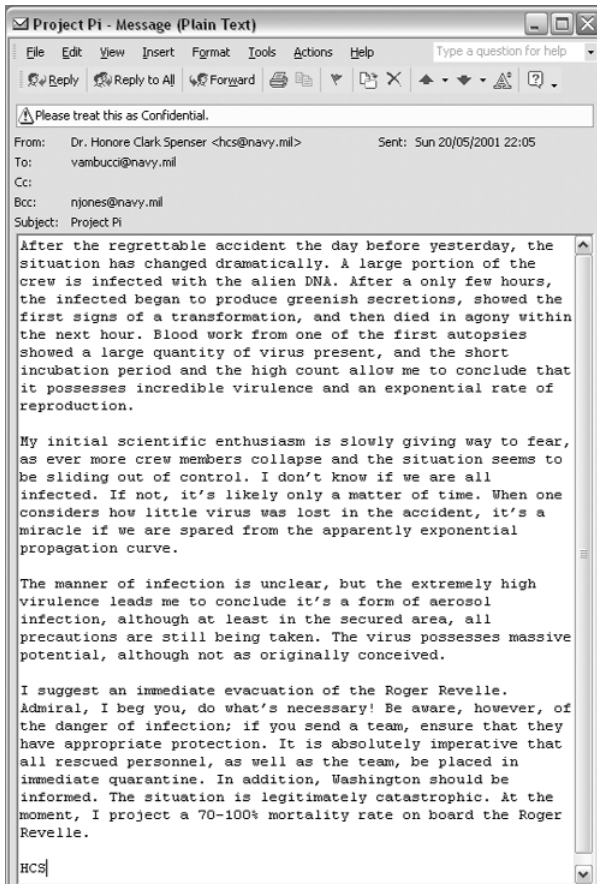 Project Pi - Message (Plain Text)
File Edit View Insert Format Tools Actions Help Type a question for help
Reply Reply to All Forward
Please treat this as Confidential.
From: Dr. Honore Clark Spenser <hcs@navy.mil> Sent: Sun 20/05/2001 22:05
To: vambucci@navy.mil
Cc:
Bcc: njones@navy.mil
Subject: Project Pi
After the regrettable accident the day before yesterday, the
situation has changed dramatically. A large portion of the
crew is infected with the alien DNA. After a only few hours,
the infected began to produce greenish secretions, showed the
first signs of a transformation, and then died in agony within
the next hour. Blood work from one of the first autopsies
showed a large quantity of virus present, and the short
incubation period and the high count allow me to conclude that
it possesses incredible virulence and an exponential rate of
reproduction.
My initial scientific enthusiasm is slowly giving way to fear,
as ever more crew members collapse and the situation seems to
be sliding out of control. I don't know if we are all
infected. If not, it's likely only a matter of time. When one
considers how little virus was lost in the accident, it's a
miracle if we are spared from the apparently exponential
propagation curve.
The manner of infection is unclear, but the extremely high
virulence leads me to conclude it's a form of aerosol
infection, although at least in the secured area, all
precautions are still being taken. The virus possesses massive
potential, although not as originally conceived.
I suggest an immediate evacuation of the Roger Revelle.
Admiral, I beg you, do what's necessary! Be aware, however, of
the danger of infection; if you send a team, ensure that they
have appropriate protection. It is absolutely imperative that
all rescued personnel, as well as the team, be placed in
immediate quarantine. In addition, Washington should be
informed. The situation is legitimately catastrophic. At the
moment, I project a 70-100% mortality rate on board the Roger
Revelle.
HCS